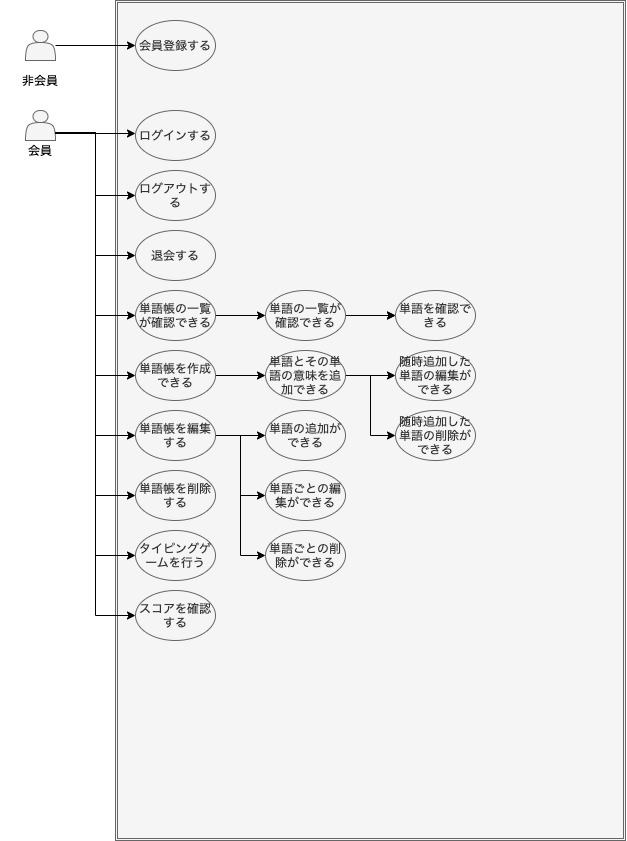 会員登録する
非会員
ログインする
会員
ログアウトす
る
退会する
単語帳の一覧
が確認できる
単語の一覧が
確認できる
単語を確認で
きる
単語帳を作成
できる
単語とその単
語の意味を追
加できる
随時追加した
単語の編集が
できる
単語帳を編集
する
単語の追加が
できる
随時追加した
単語の削除が
できる
単語帳を削除
する
単語ごとの編
集ができる
タイピングゲ
ームを行う
単語ごとの削
除ができる
スコアを確認
する